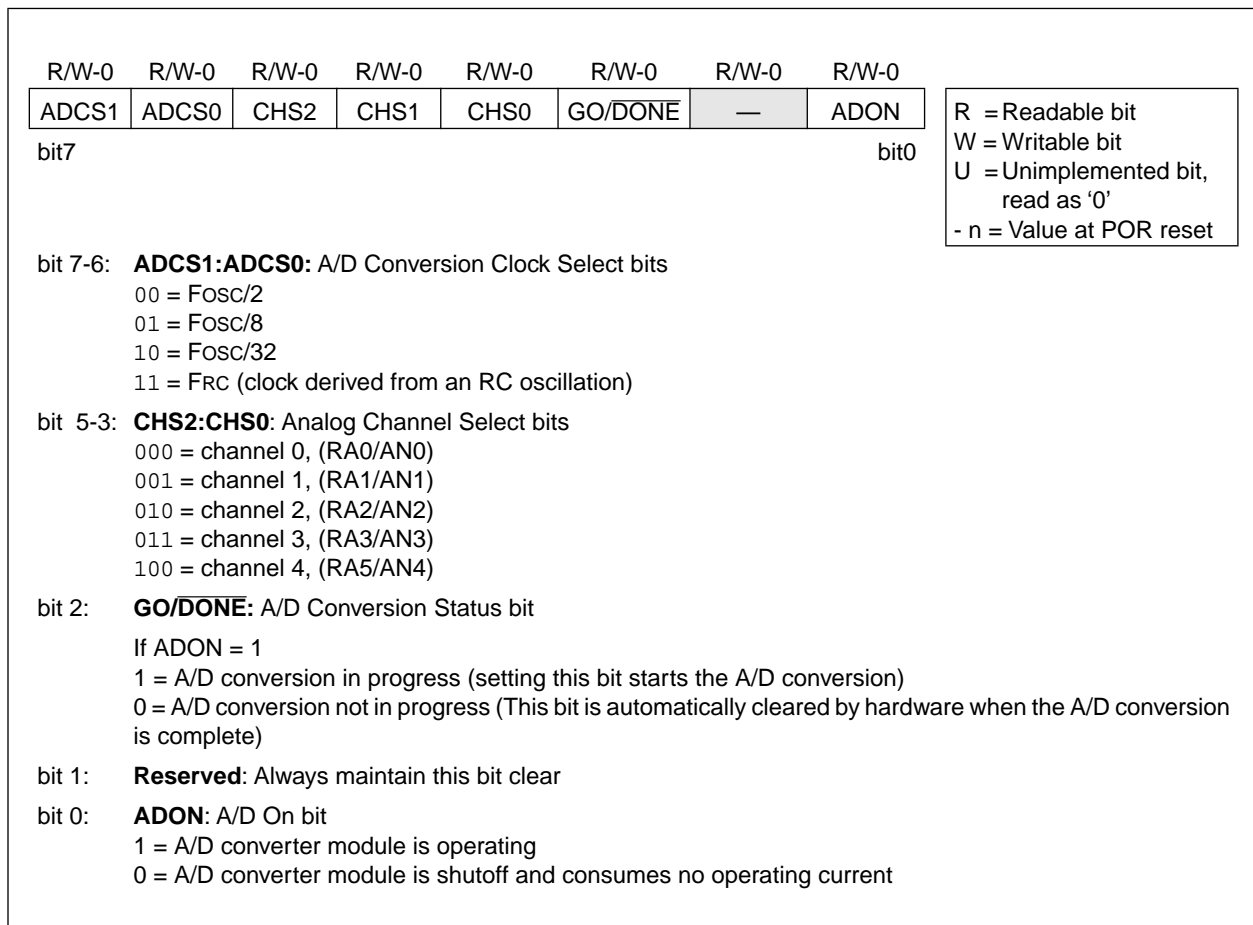 R/W-0 R/W-0 R/W-0 R/W-0 R/W-0 R/W-0 R/W-0 R/W-0
ADCS1 ADCS0 CHS2 CHS1 CHS0 GO/DONE — ADON
bit7 bit0
R = Readable bit
W = Writable bit
U = Unimplemented bit,
read as ‘0’
- n = Value at POR reset
bit 7-6: ADCS1:ADCS0: A/D Conversion Clock Select bits
00 = FOSC/2
01 = FOSC/8
10 = FOSC/32
11 = FRC (clock derived from an RC oscillation)
bit 5-3: CHS2:CHS0: Analog Channel Select bits
000 = channel 0, (RA0/AN0)
001 = channel 1, (RA1/AN1)
010 = channel 2, (RA2/AN2)
011 = channel 3, (RA3/AN3)
100 = channel 4, (RA5/AN4)
bit 2: GO/DONE: A/D Conversion Status bit
If ADON = 1
1 = A/D conversion in progress (setting this bit starts the A/D conversion)
0 = A/D conversion not in progress (This bit is automatically cleared by hardware when the A/D conversion
is complete)
bit 1: Reserved: Always maintain this bit clear
bit 0: ADON: A/D On bit
1 = A/D converter module is operating
0 = A/D converter module is shutoff and consumes no operating current